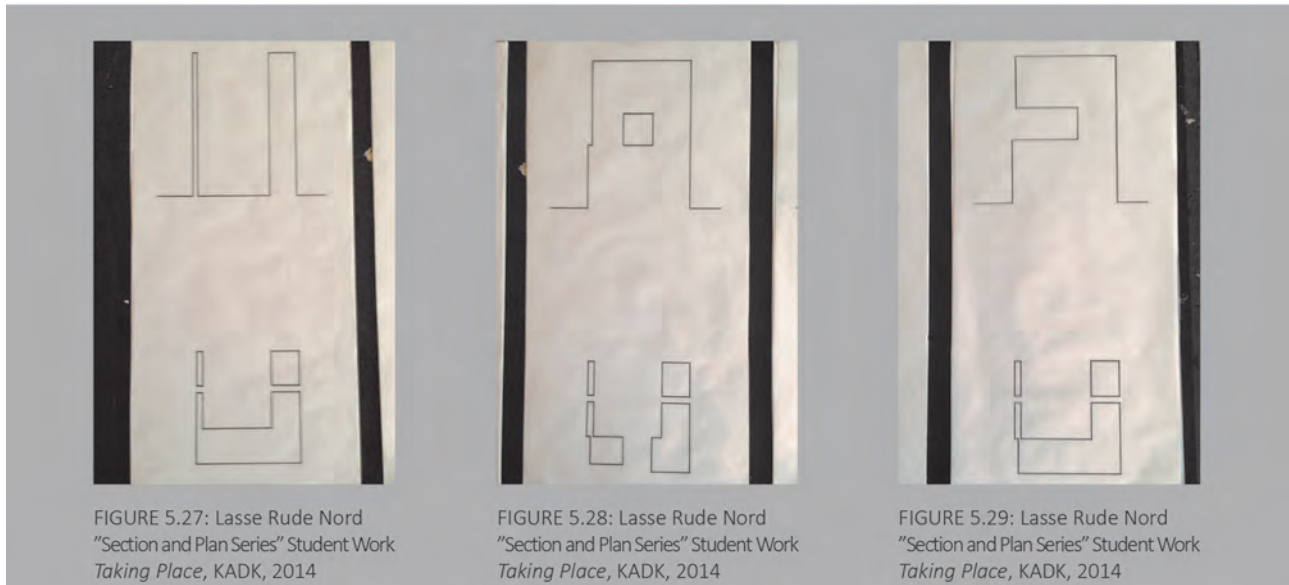 FIGURE 5.27: Lasse Rude Nord
”Section and Plan Series” Student Work
Taking Place, KADK, 2014
FIGURE 5.28: Lasse Rude Nord
”Section and Plan Series” Student Work
Taking Place, KADK, 2014
FIGURE 5.29: Lasse Rude Nord
”Section and Plan Series” Student Work
Taking Place, KADK, 2014